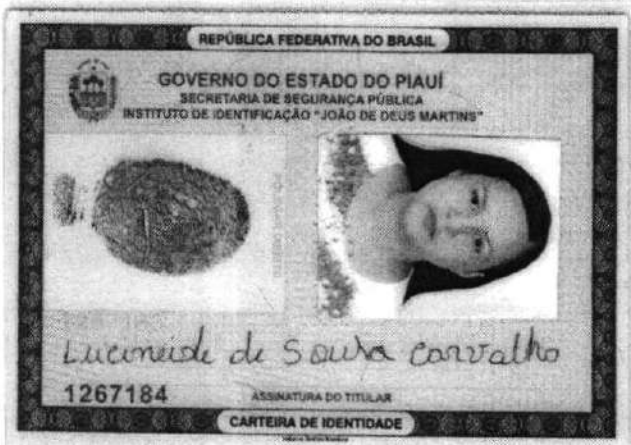 REPÚBLICA FEDERATIVA DO BRASIL
GOVERNO DO ESTADO DO PIAUÍ
SECRETARIA DE SEGURANÇA PÚBLICA
INSTITUTO DE IDENTIFICAÇÃO "JOÃO DE DEUS MARTINS"
Lucineide de Sousa Carvalho
1267184
ASSINATURA DO TITULAR
CARTEIRA DE IDENTIDADE